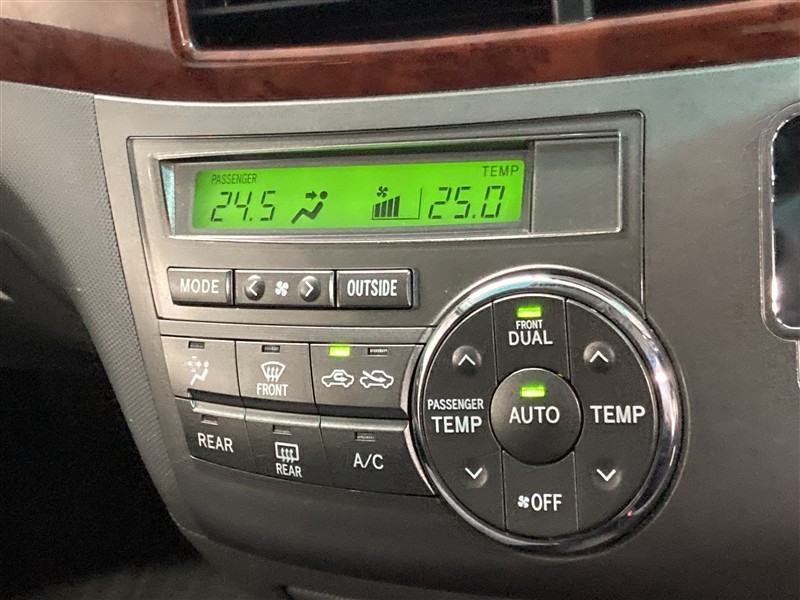 PASSENGER TEMP
24.5 25.0
MODE OUTSIDE
FRONT
DUAL
FRONT
PASSENGER
TEMP
AUTO
TEMP
REAR
REAR
A/C
OFF